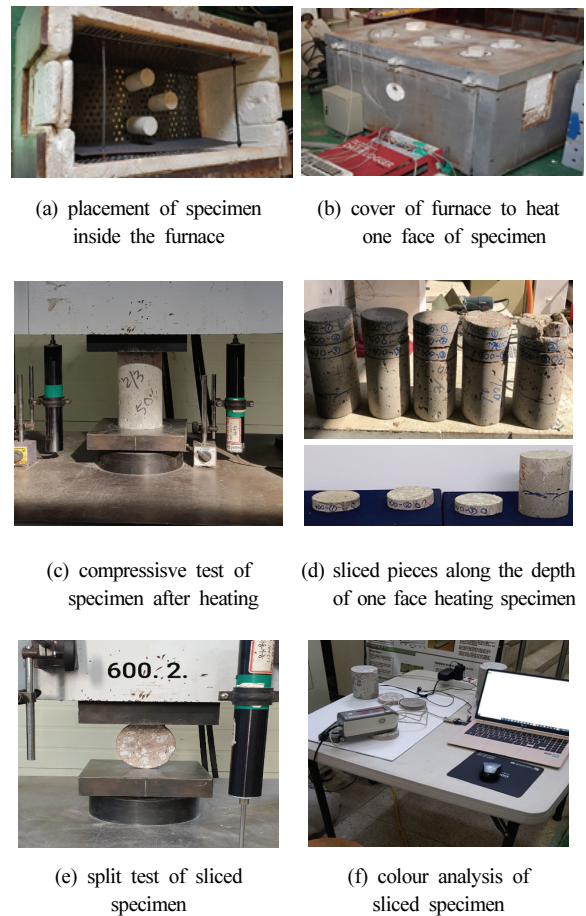 (a) placement of specimen
inside the furnace
(b) cover of furnace to heat
one face of specimen
(c) compressisve test of
specimen after heating
(d) sliced pieces along the depth
of one face heating specimen
600. 2.
(e) split test of sliced
specimen
(f) colour analysis of
sliced specimen